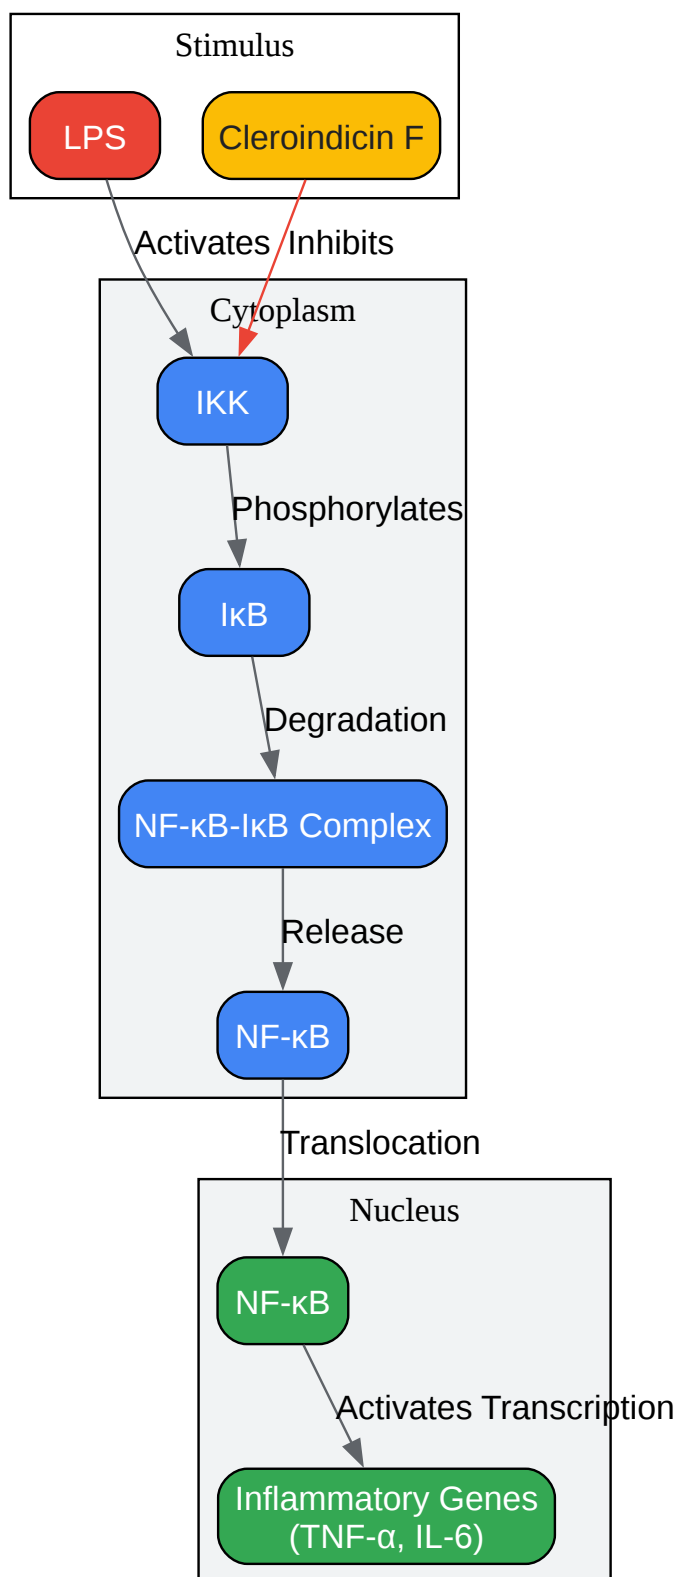 Stimulus
LPS
Cleroindicin F
Activates
Inhibits
Cytoplasm
IKK
Phosphorylates
IκB
Degradation
NF-κB-IκB Complex
Release
NF-κB
Translocation
Nucleus
NF-κB
Activates Transcription
Inflammatory Genes
(TNF-α, IL-6)